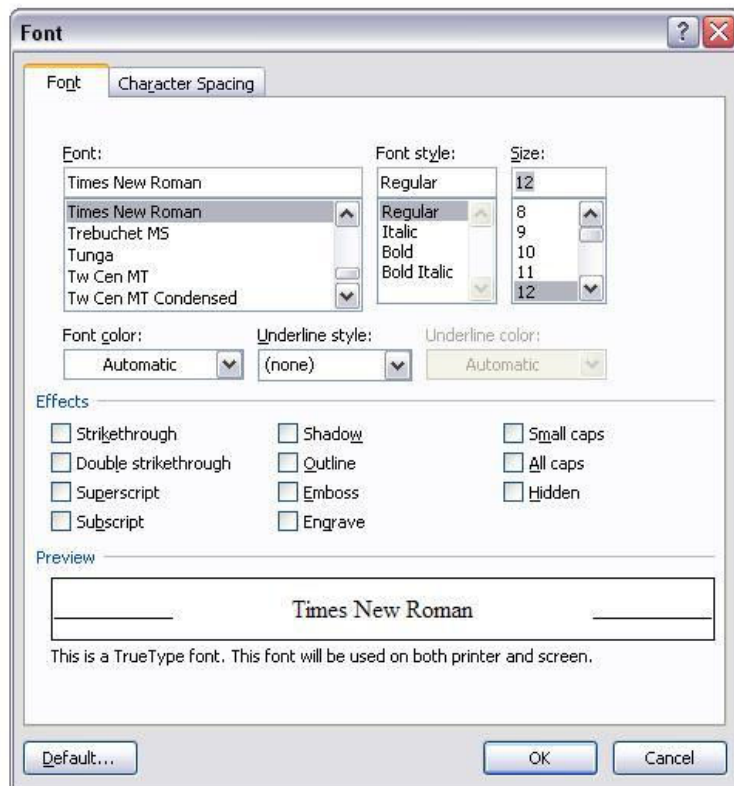 Font
Font Character Spacing
Font: Font style: Size:
Times New Roman Regular 12
Times New Roman Regular 8
Trebuchet MS Italic 9
Tunga Bold 10
Tw Cen MT Bold Italic 11
Tw Cen MT Condensed 12
Font color: Underline style: Underline color:
Automatic (none) Automatic
Effects
Strikethrough Shadow Small caps
Double strikethrough Outline All caps
Superscript Emboss Hidden
Subscript Engrave
Preview
Times New Roman
This is a TrueType font. This font will be used on both printer and screen.
Default... OK Cancel